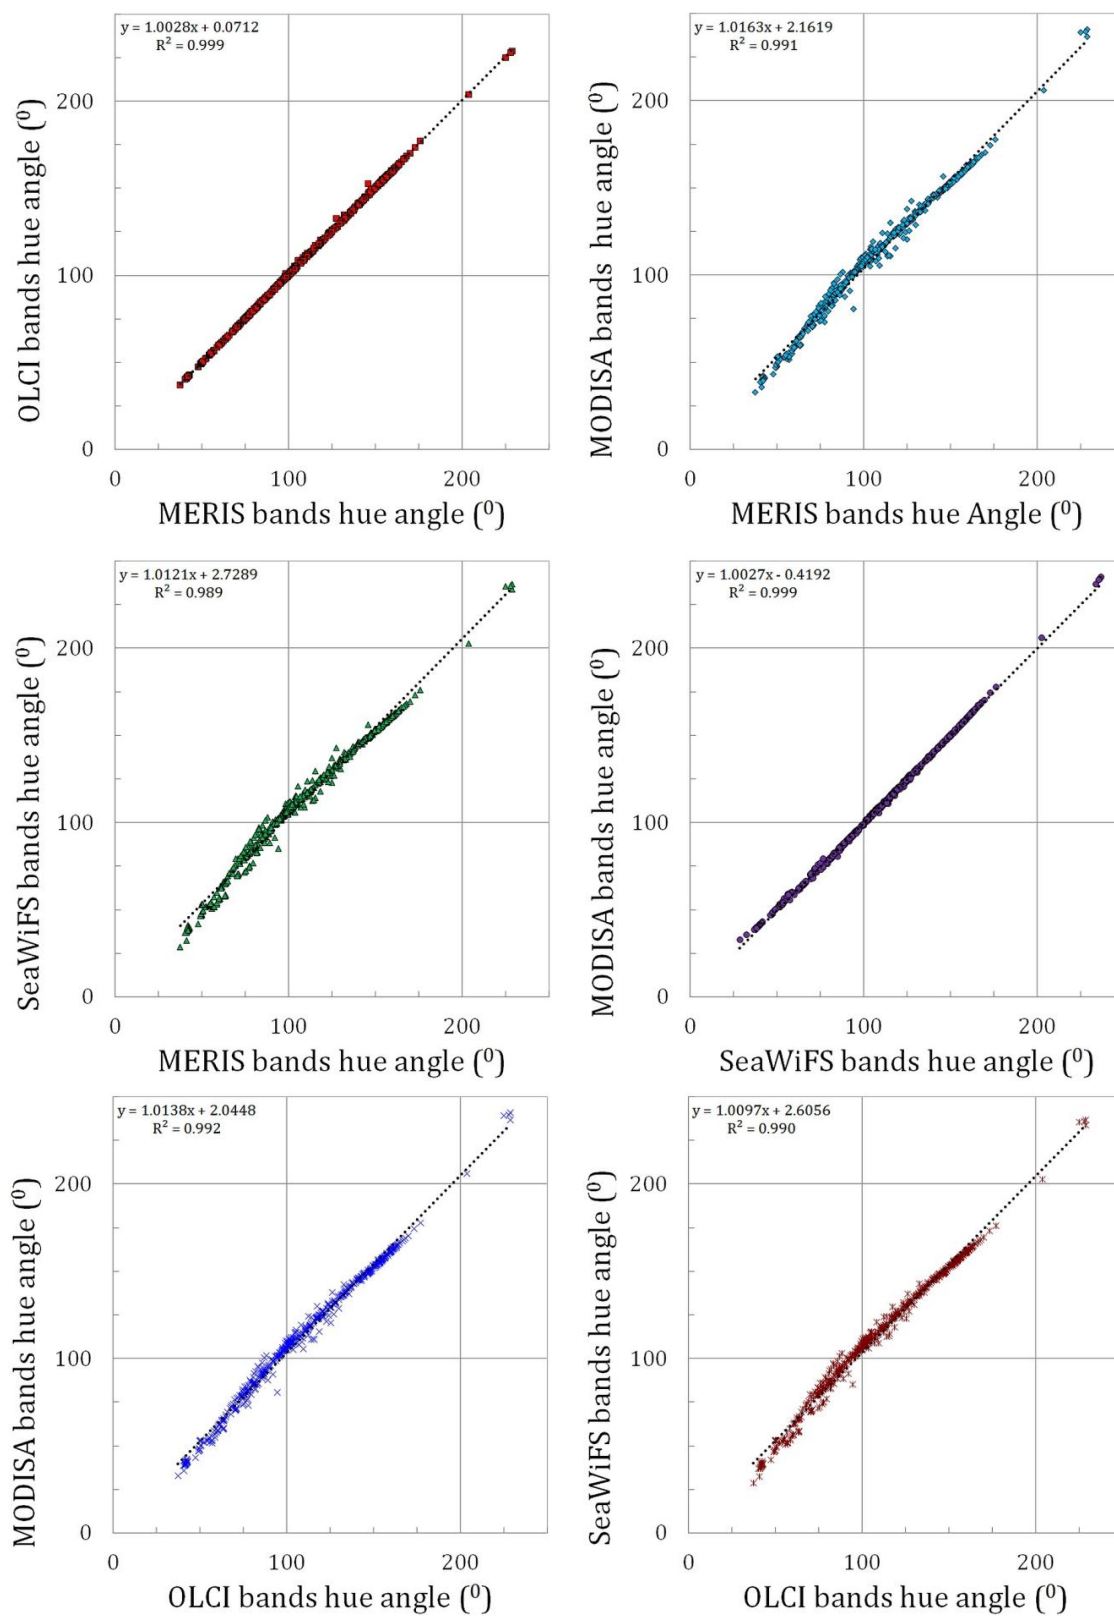 y = 1.0028x + 0.0712
R² = 0.999
OLCI bands hue angle (⁰)
200
100
0
0 100 200
MERIS bands hue angle (⁰)
y = 1.0163x + 2.1619
R² = 0.991
MODISA bands hue angle (⁰)
200
100
0
0 100 200
MERIS bands hue Angle (⁰)
y = 1.0121x + 2.7289
R² = 0.989
SeaWiFS bands hue angle (⁰)
200
100
0
0 100 200
MERIS bands hue angle (⁰)
y = 1.0027x - 0.4192
R² = 0.999
MODISA bands hue angle (⁰)
200
100
0
0 100 200
SeaWiFS bands hue angle (⁰)
y = 1.0138x + 2.0448
R² = 0.992
MODISA bands hue angle (⁰)
200
100
0
0 100 200
OLCI bands hue angle (⁰)
y = 1.0097x + 2.6056
R² = 0.990
SeaWiFS bands hue angle (⁰)
200
100
0
0 100 200
OLCI bands hue angle (⁰)